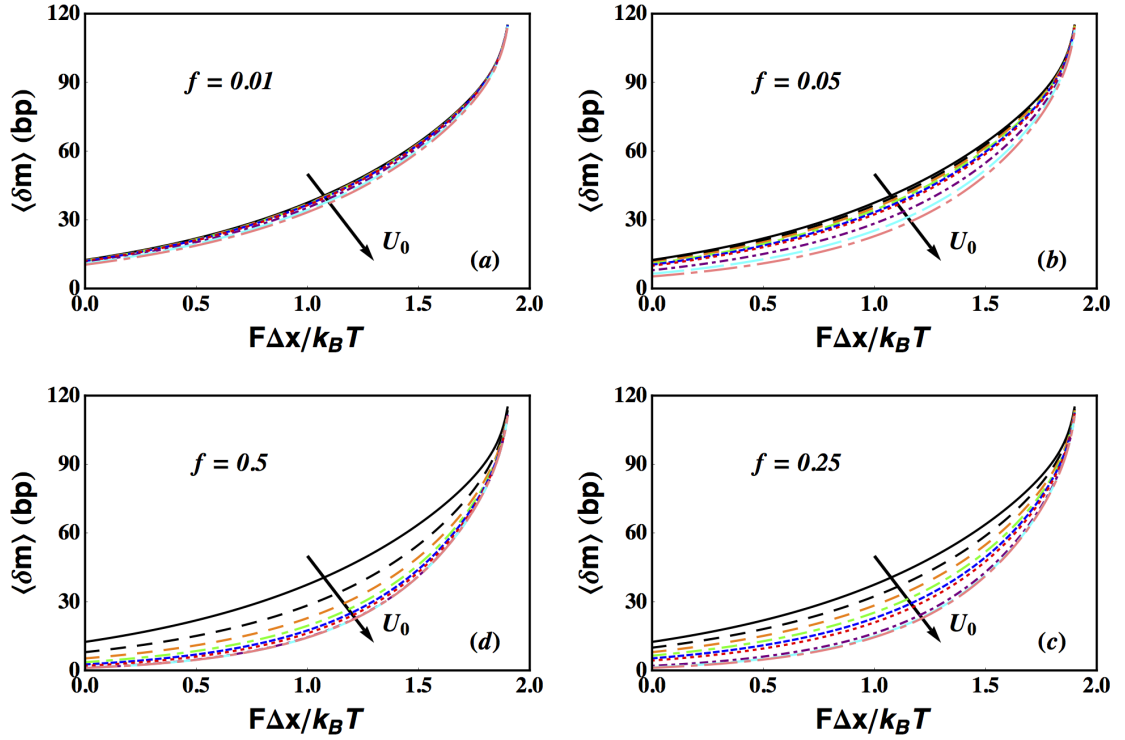 120
90
60
30
0
⟨δm⟩ (bp)
f = 0.01
U₀
(a)
0.0 0.5 1.0 1.5 2.0
FΔx/k_BT
120
90
60
30
0
⟨δm⟩ (bp)
f = 0.05
U₀
(b)
0.0 0.5 1.0 1.5 2.0
FΔx/k_BT
120
90
60
30
0
⟨δm⟩ (bp)
f = 0.5
U₀
(d)
0.0 0.5 1.0 1.5 2.0
FΔx/k_BT
120
90
60
30
0
⟨δm⟩ (bp)
f = 0.25
U₀
(c)
0.0 0.5 1.0 1.5 2.0
FΔx/k_BT